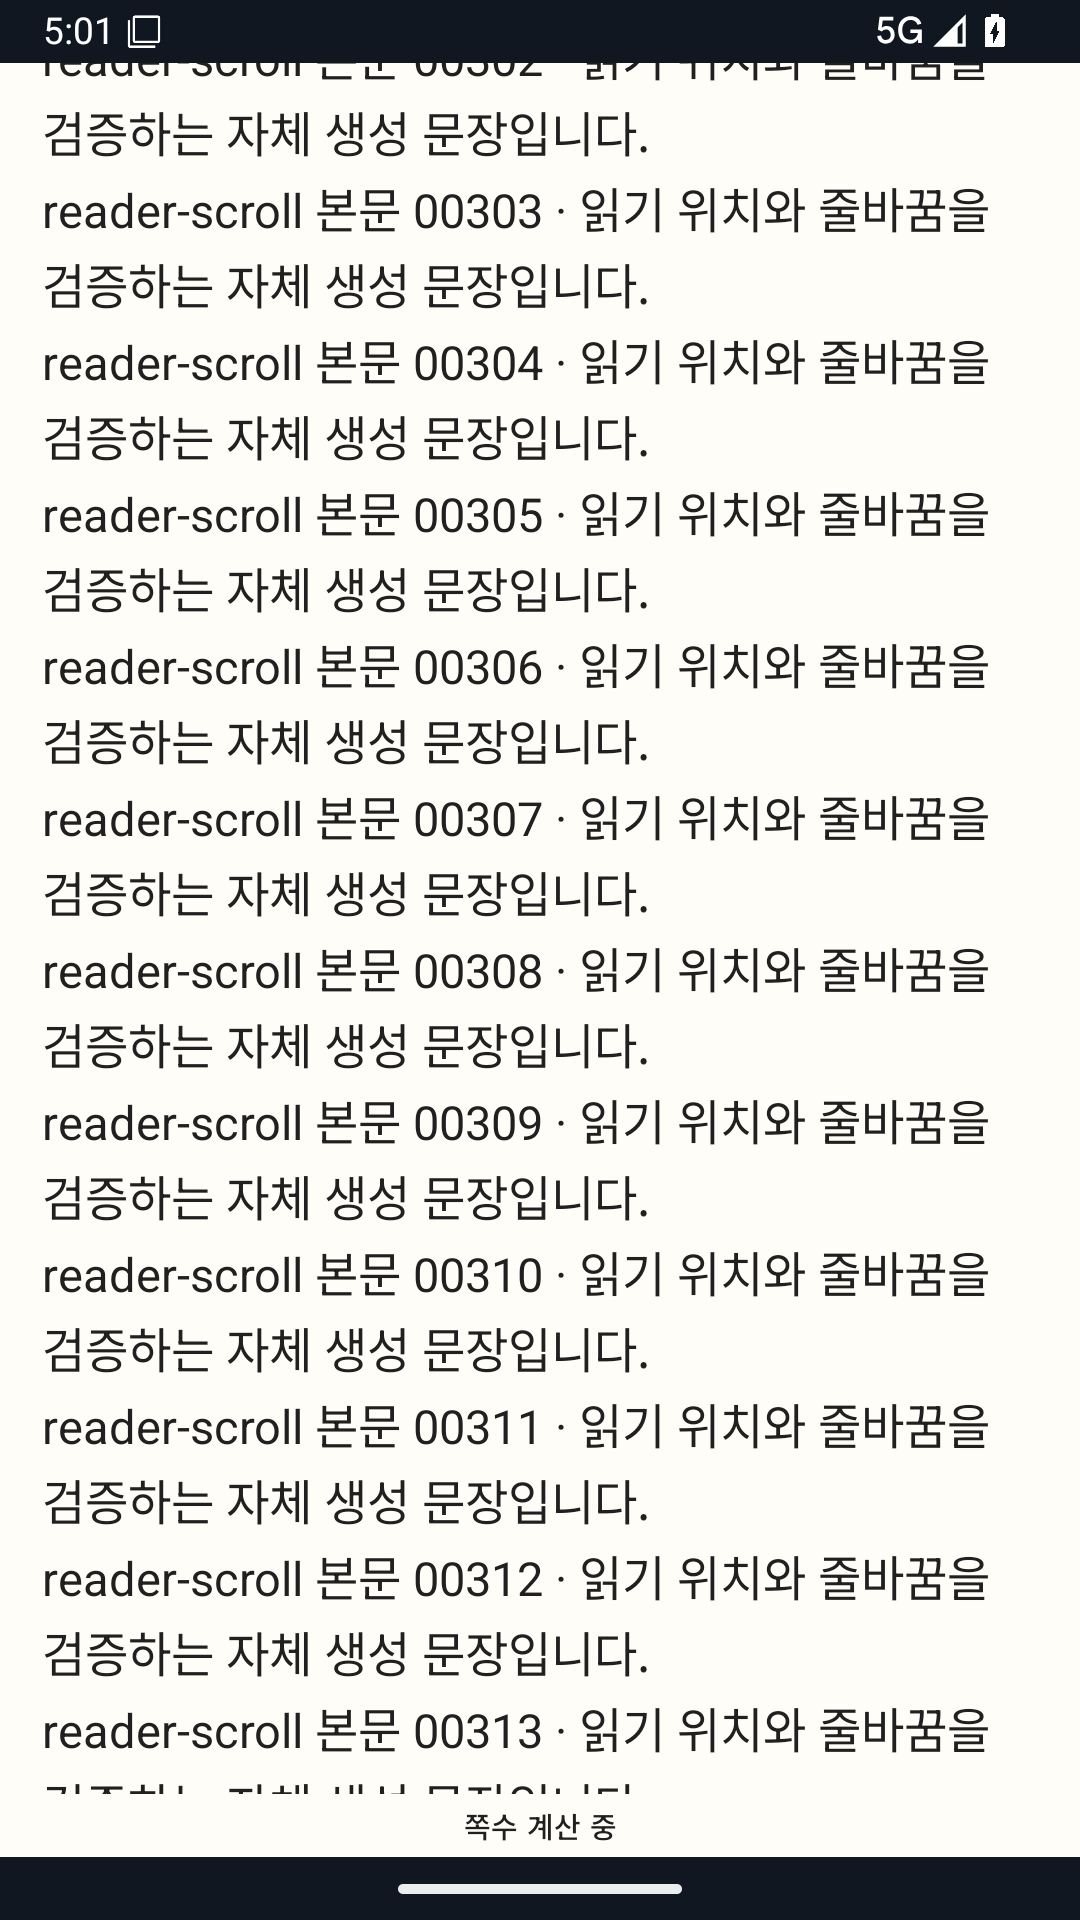 5:01 5G
reader-scroll 본문 00302 · 읽기 위치와 줄바꿈을
검증하는 자체 생성 문장입니다.
reader-scroll 본문 00303 · 읽기 위치와 줄바꿈을
검증하는 자체 생성 문장입니다.
reader-scroll 본문 00304 · 읽기 위치와 줄바꿈을
검증하는 자체 생성 문장입니다.
reader-scroll 본문 00305 · 읽기 위치와 줄바꿈을
검증하는 자체 생성 문장입니다.
reader-scroll 본문 00306 · 읽기 위치와 줄바꿈을
검증하는 자체 생성 문장입니다.
reader-scroll 본문 00307 · 읽기 위치와 줄바꿈을
검증하는 자체 생성 문장입니다.
reader-scroll 본문 00308 · 읽기 위치와 줄바꿈을
검증하는 자체 생성 문장입니다.
reader-scroll 본문 00309 · 읽기 위치와 줄바꿈을
검증하는 자체 생성 문장입니다.
reader-scroll 본문 00310 · 읽기 위치와 줄바꿈을
검증하는 자체 생성 문장입니다.
reader-scroll 본문 00311 · 읽기 위치와 줄바꿈을
검증하는 자체 생성 문장입니다.
reader-scroll 본문 00312 · 읽기 위치와 줄바꿈을
검증하는 자체 생성 문장입니다.
reader-scroll 본문 00313 · 읽기 위치와 줄바꿈을
쪽수 계산 중